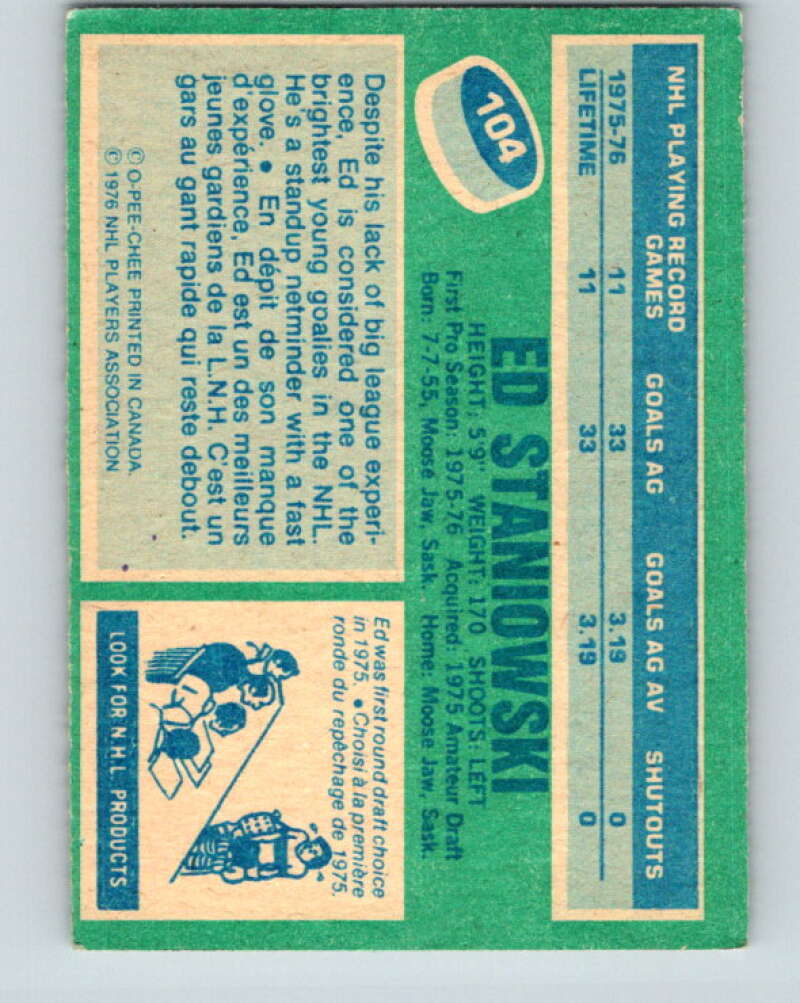 NHL PLAYING RECORD
GAMES GOALS AG GOALS AG AV SHUTOUTS
1975-76 11 33 3.19 0
LIFETIME 11 33 3.19 0
104
ED STANIOWSKI
HEIGHT: 5'9" WEIGHT: 170 SHOOTS: LEFT
First Pro Season: 1975-76 Acquired: 1975 Amateur Draft
Born: 7-7-55, Moose Jaw, Sask. Home: Moose Jaw, Sask.
Despite his lack of big league experi-
ence, Ed is considered one of the
brightest young goalies in the NHL.
He's a standup netminder with a fast
glove. • En dépit de son manque
d'expérience, Ed est un des meilleurs
jeunes gardiens de la L.N.H. C'est un
gars au gant rapide qui reste debout.
© O-PEE-CHEE PRINTED IN CANADA.
© 1976 NHL PLAYERS ASSOCIATION
Ed was first round draft choice
in 1975. • Choisi à la première
ronde du repêchage de 1975.
LOOK FOR N.H.L. PRODUCTS